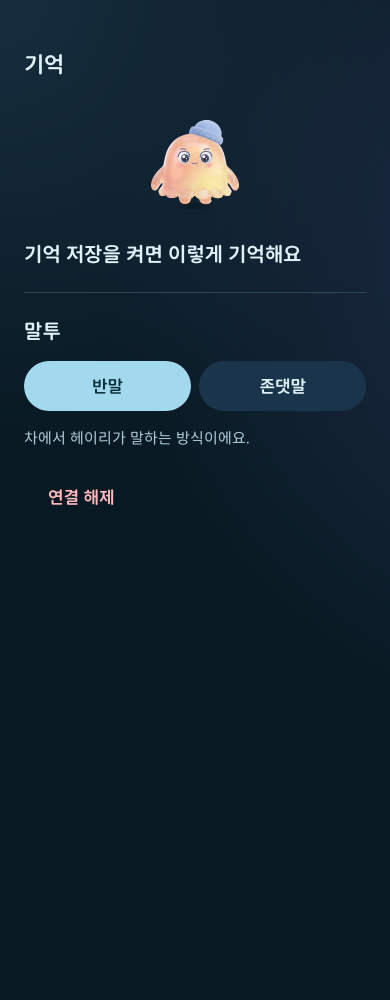 기억
기억 저장을 켜면 이렇게 기억해요
말투
반말
존댓말
차에서 헤이리가 말하는 방식이에요.
연결 해제